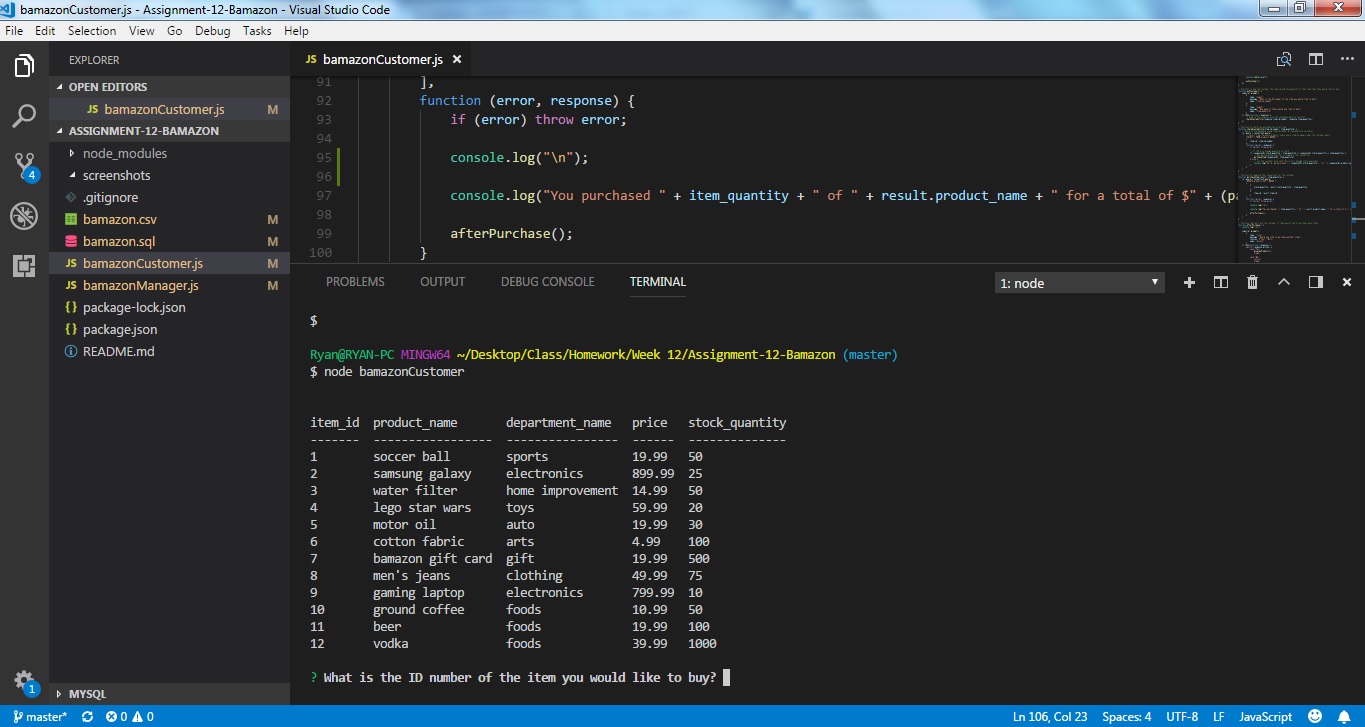 bamazonCustomer.js - Assignment-12-Bamazon - Visual Studio Code
File Edit Selection View Go Debug Tasks Help
EXPLORER
OPEN EDITORS
JS bamazonCustomer.js M
ASSIGNMENT-12-BAMAZON
node_modules
screenshots
.gitignore
bamazon.csv M
bamazon.sql M
JS bamazonCustomer.js M
JS bamazonManager.js M
{} package-lock.json
{} package.json
README.md
MYSQL
4
1
JS bamazonCustomer.js
91 ],
92 function (error, response) {
93 if (error) throw error;
94
95 console.log("\n");
96
97 console.log("You purchased " + item_quantity + " of " + result.product_name + " for a total of $" + (p
98
99 afterPurchase();
100 }
PROBLEMS OUTPUT DEBUG CONSOLE TERMINAL 1: node
$
Ryan@RYAN-PC MINGW64 ~/Desktop/Class/Homework/Week 12/Assignment-12-Bamazon (master)
$ node bamazonCustomer
item_id product_name department_name price stock_quantity
------- ----------------- ---------------- ------ --------------
1 soccer ball sports 19.99 50
2 samsung galaxy electronics 899.99 25
3 water filter home improvement 14.99 50
4 lego star wars toys 59.99 20
5 motor oil auto 19.99 30
6 cotton fabric arts 4.99 100
7 bamazon gift card gift 19.99 500
8 men's jeans clothing 49.99 75
9 gaming laptop electronics 799.99 10
10 ground coffee foods 10.99 50
11 beer foods 19.99 100
12 vodka foods 39.99 1000
? What is the ID number of the item you would like to buy?
master* 0 0 Ln 106, Col 23 Spaces: 4 UTF-8 LF JavaScript